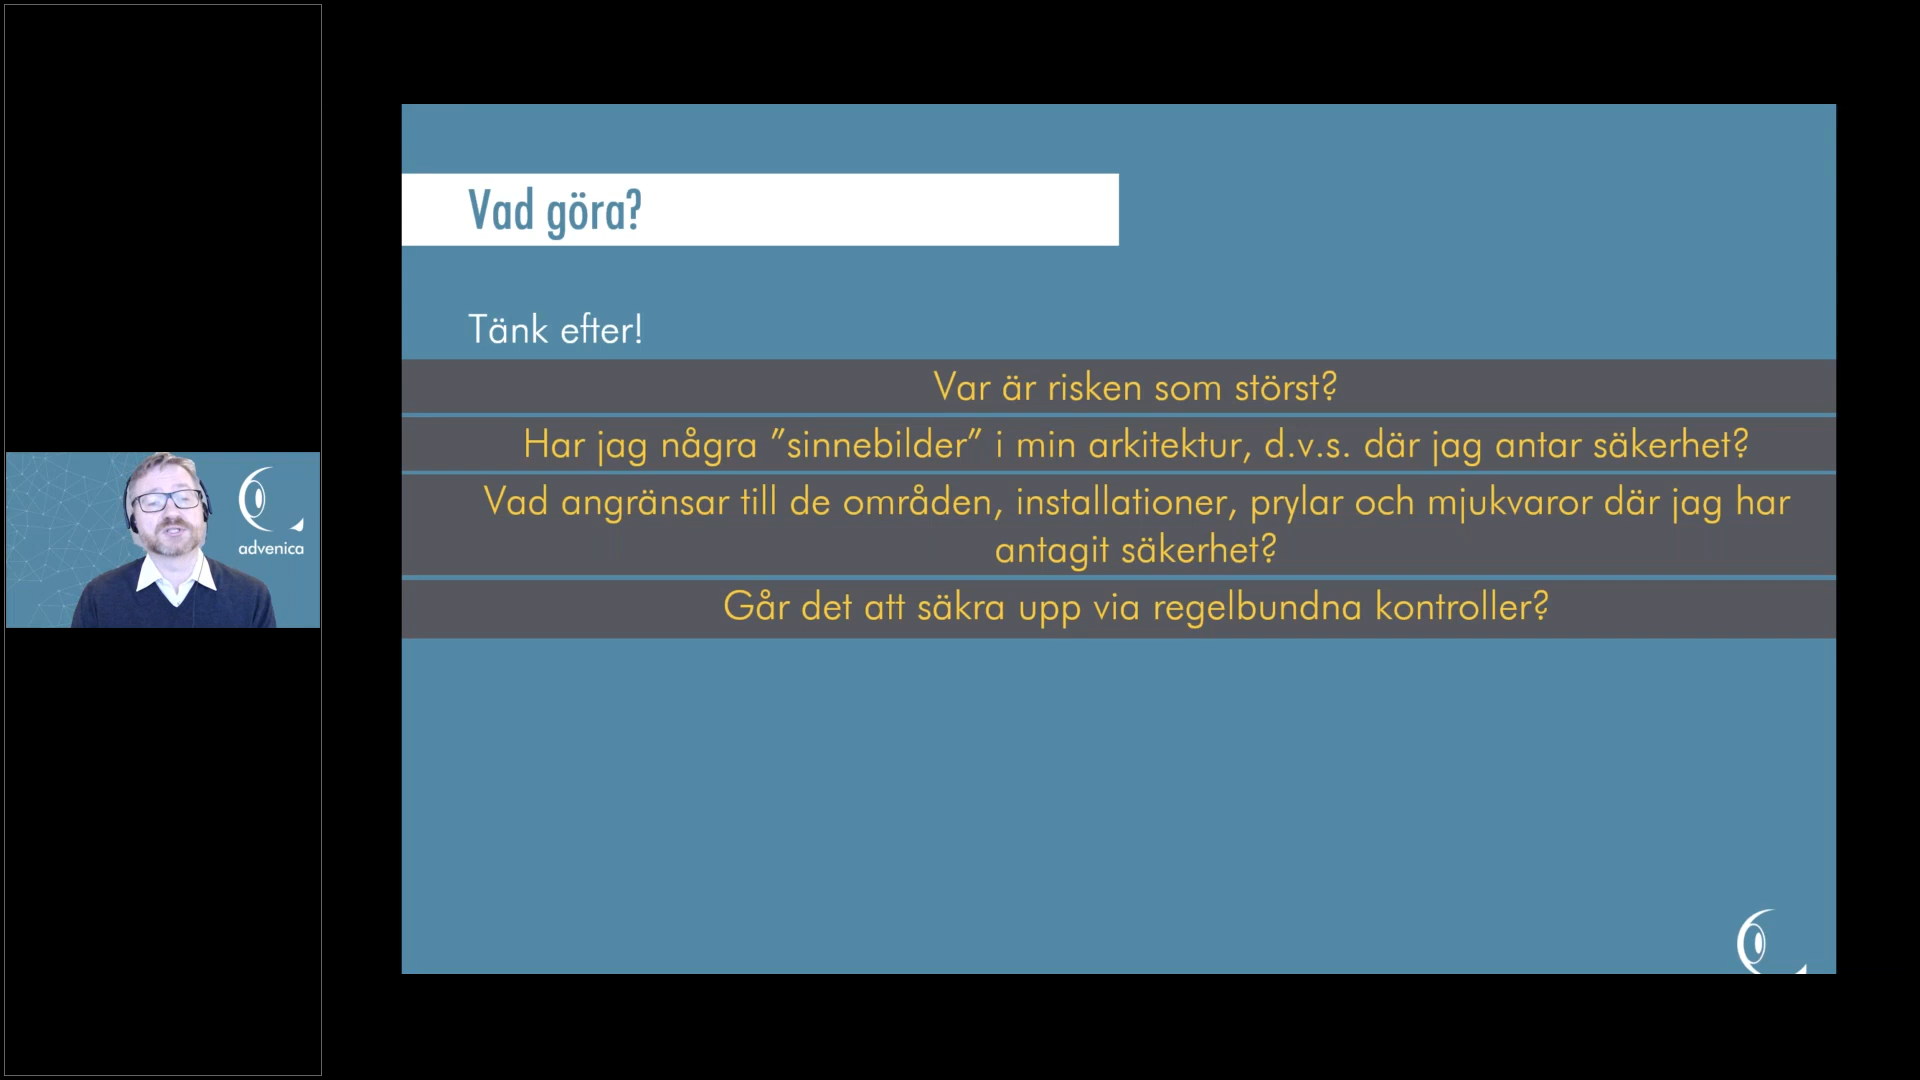 Vad göra?
Tänk efter!
Var är risken som störst?
Har jag några ”sinnebilder” i min arkitektur, d.v.s. där jag antar säkerhet?
Vad angränsar till de områden, installationer, prylar och mjukvaror där jag har
antagit säkerhet?
Går det att säkra upp via regelbundna kontroller?
advenica